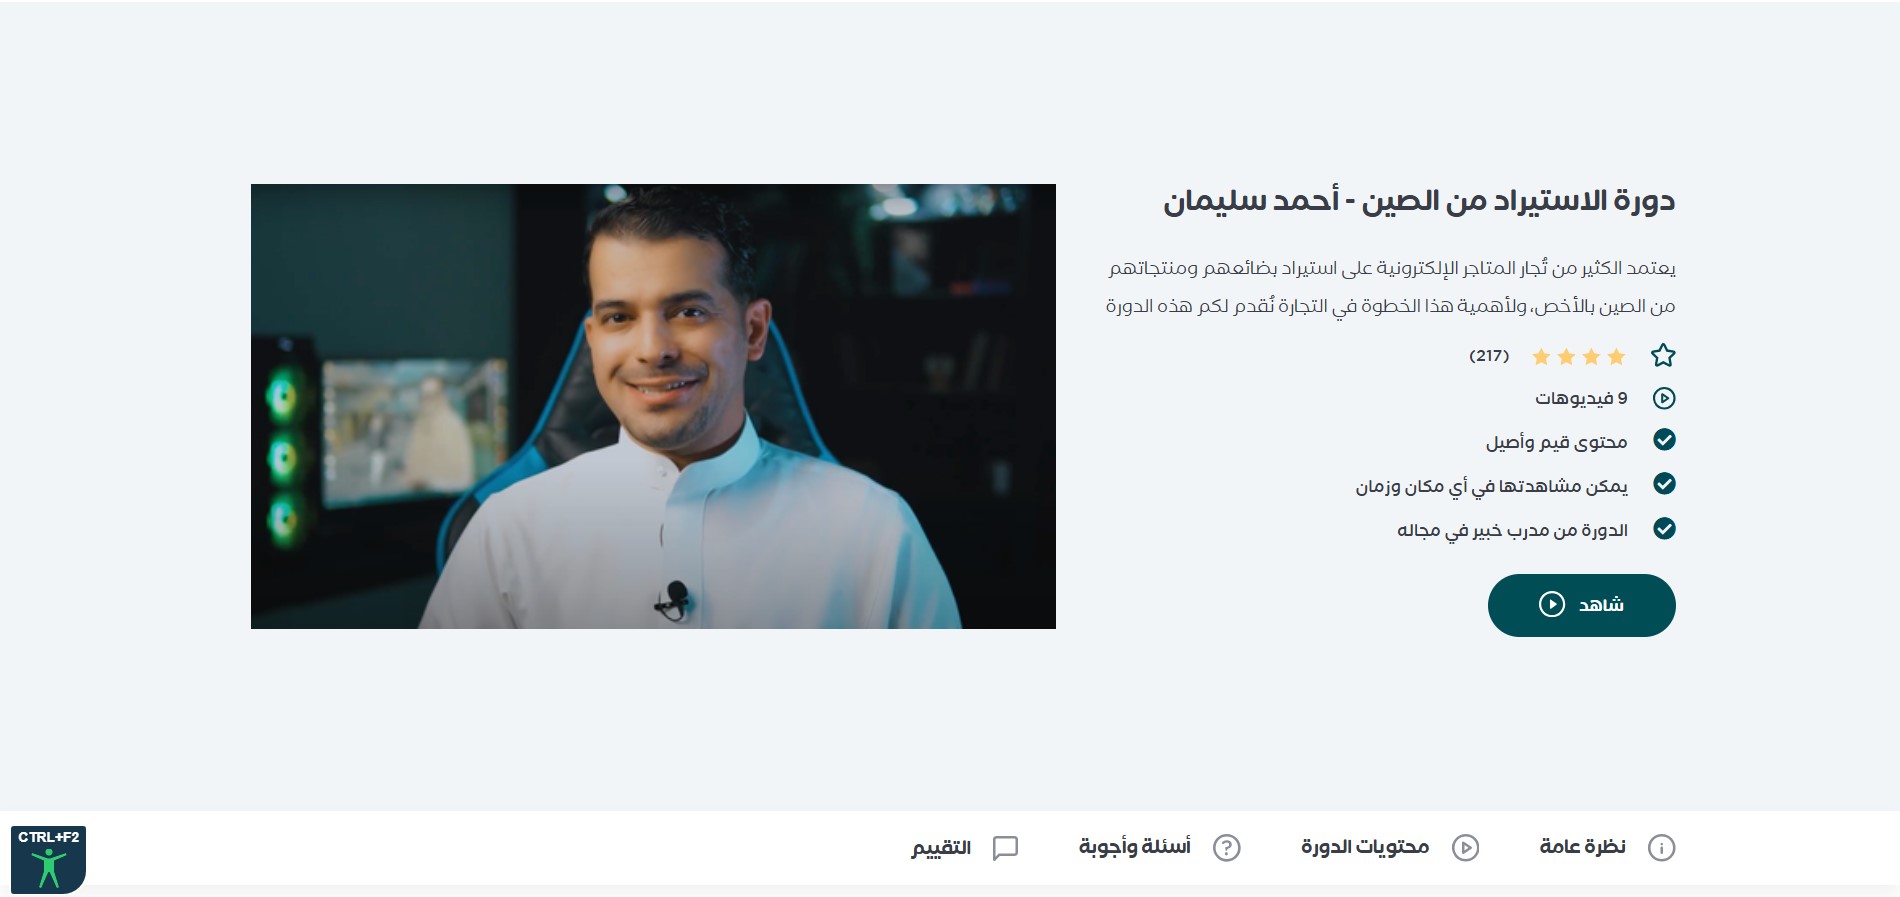 دورة الاستيراد من الصين - أحمد سليمان
يعتمد الكثير من تُجار المتاجر الإلكترونية على استيراد بضائعهم ومنتجاتهم
من الصين بالأخص، ولأهمية هذا الخطوة في التجارة نُقدم لكم هذه الدورة
(217)
9 فيديوهات
محتوى قيم وأصيل
يمكن مشاهدتها في أي مكان وزمان
الدورة من مدرب خبير في مجاله
شاهد
نظرة عامة
محتويات الدورة
أسئلة وأجوبة
التقييم
CTRL+F2